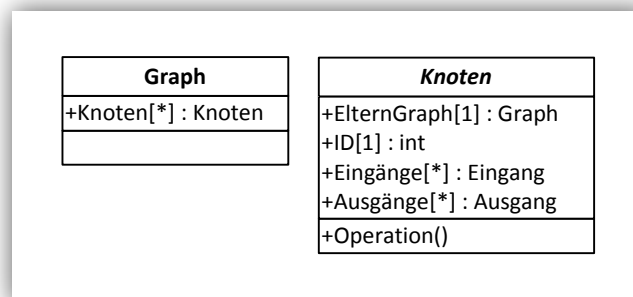 Graph
+Knoten[*] : Knoten
Knoten
+ElternGraph[1] : Graph
+ID[1] : int
+Eingänge[*] : Eingang
+Ausgänge[*] : Ausgang
+Operation()